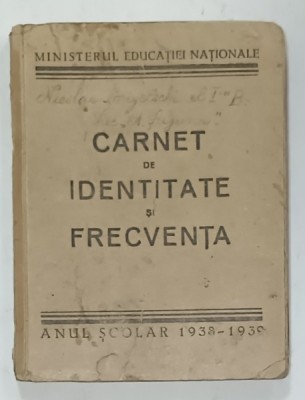 MINISTERUL EDUCAȚIEI NAȚIONALE
CARNET
DE
IDENTITATE
ȘI
FRECVENȚA
ANUL ȘCOLAR 1938-1939